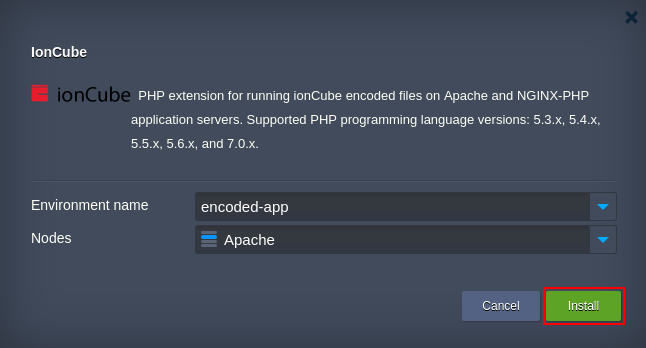 IonCube
ionCube PHP extension for running ionCube encoded files on Apache and NGINX-PHP
application servers. Supported PHP programming language versions: 5.3.x, 5.4.x,
5.5.x, 5.6.x, and 7.0.x.
Environment name encoded-app
Nodes Apache
Cancel Install